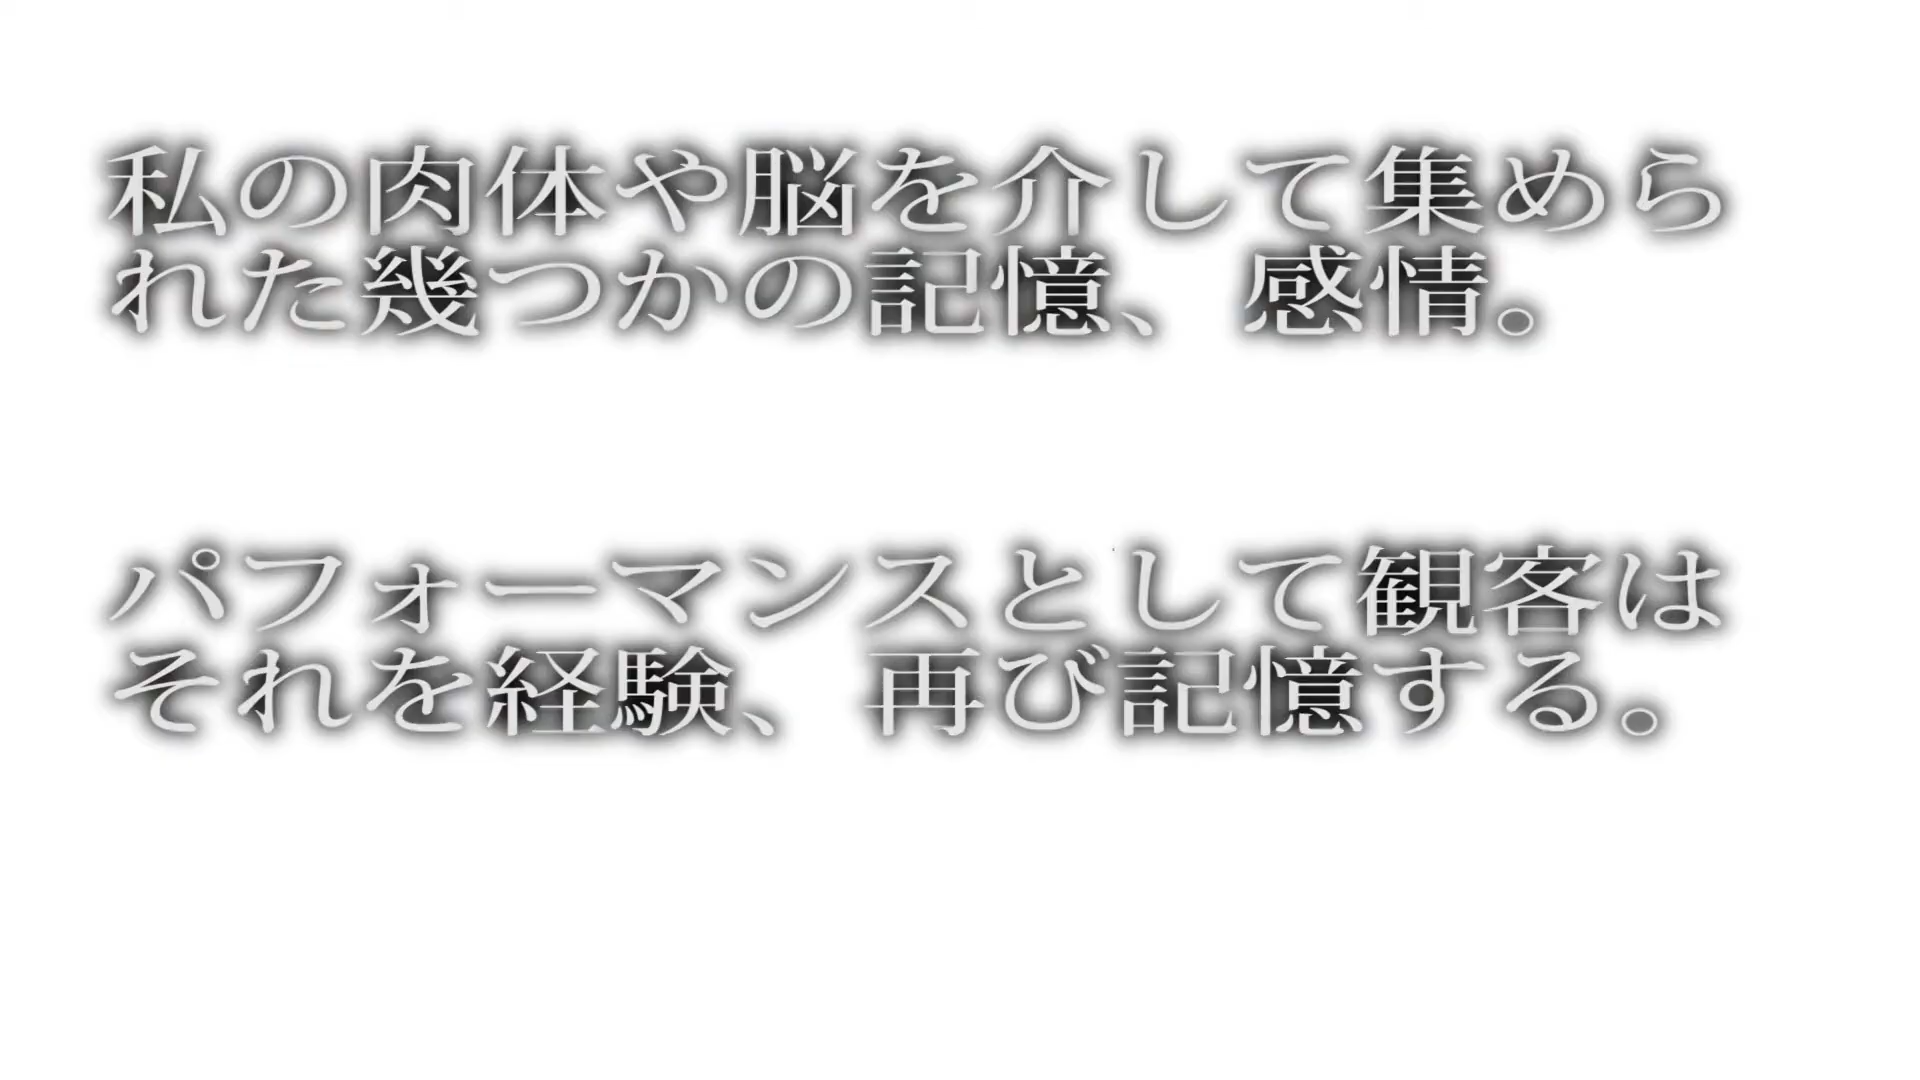 私の肉体や脳を介して集めら
れた幾つかの記憶、感情。
パフォーマンスとして観客は
それを経験、再び記憶する。